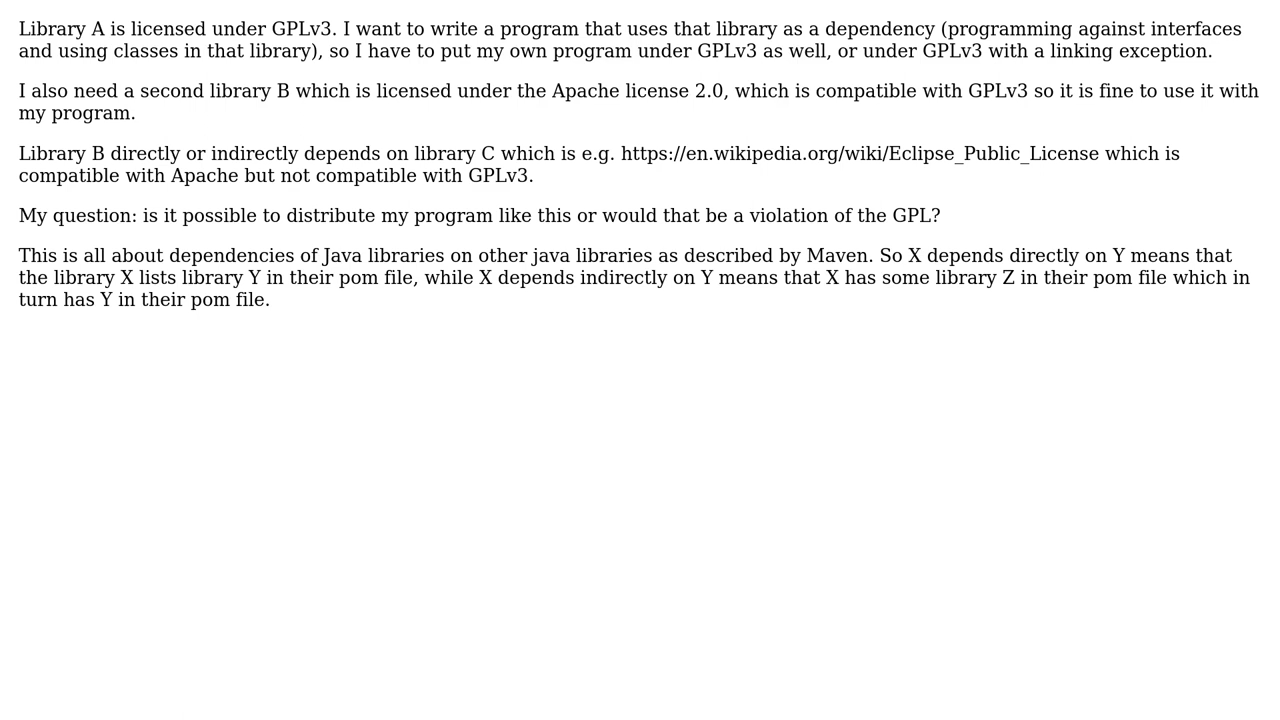 Library A is licensed under GPLv3. I want to write a program that uses that library as a dependency (programming against interfaces
and using classes in that library), so I have to put my own program under GPLv3 as well, or under GPLv3 with a linking exception.
I also need a second library B which is licensed under the Apache license 2.0, which is compatible with GPLv3 so it is fine to use it with
my program.
Library B directly or indirectly depends on library C which is e.g. https://en.wikipedia.org/wiki/Eclipse_Public_License which is
compatible with Apache but not compatible with GPLv3.
My question: is it possible to distribute my program like this or would that be a violation of the GPL?
This is all about dependencies of Java libraries on other java libraries as described by Maven. So X depends directly on Y means that
the library X lists library Y in their pom file, while X depends indirectly on Y means that X has some library Z in their pom file which in
turn has Y in their pom file.